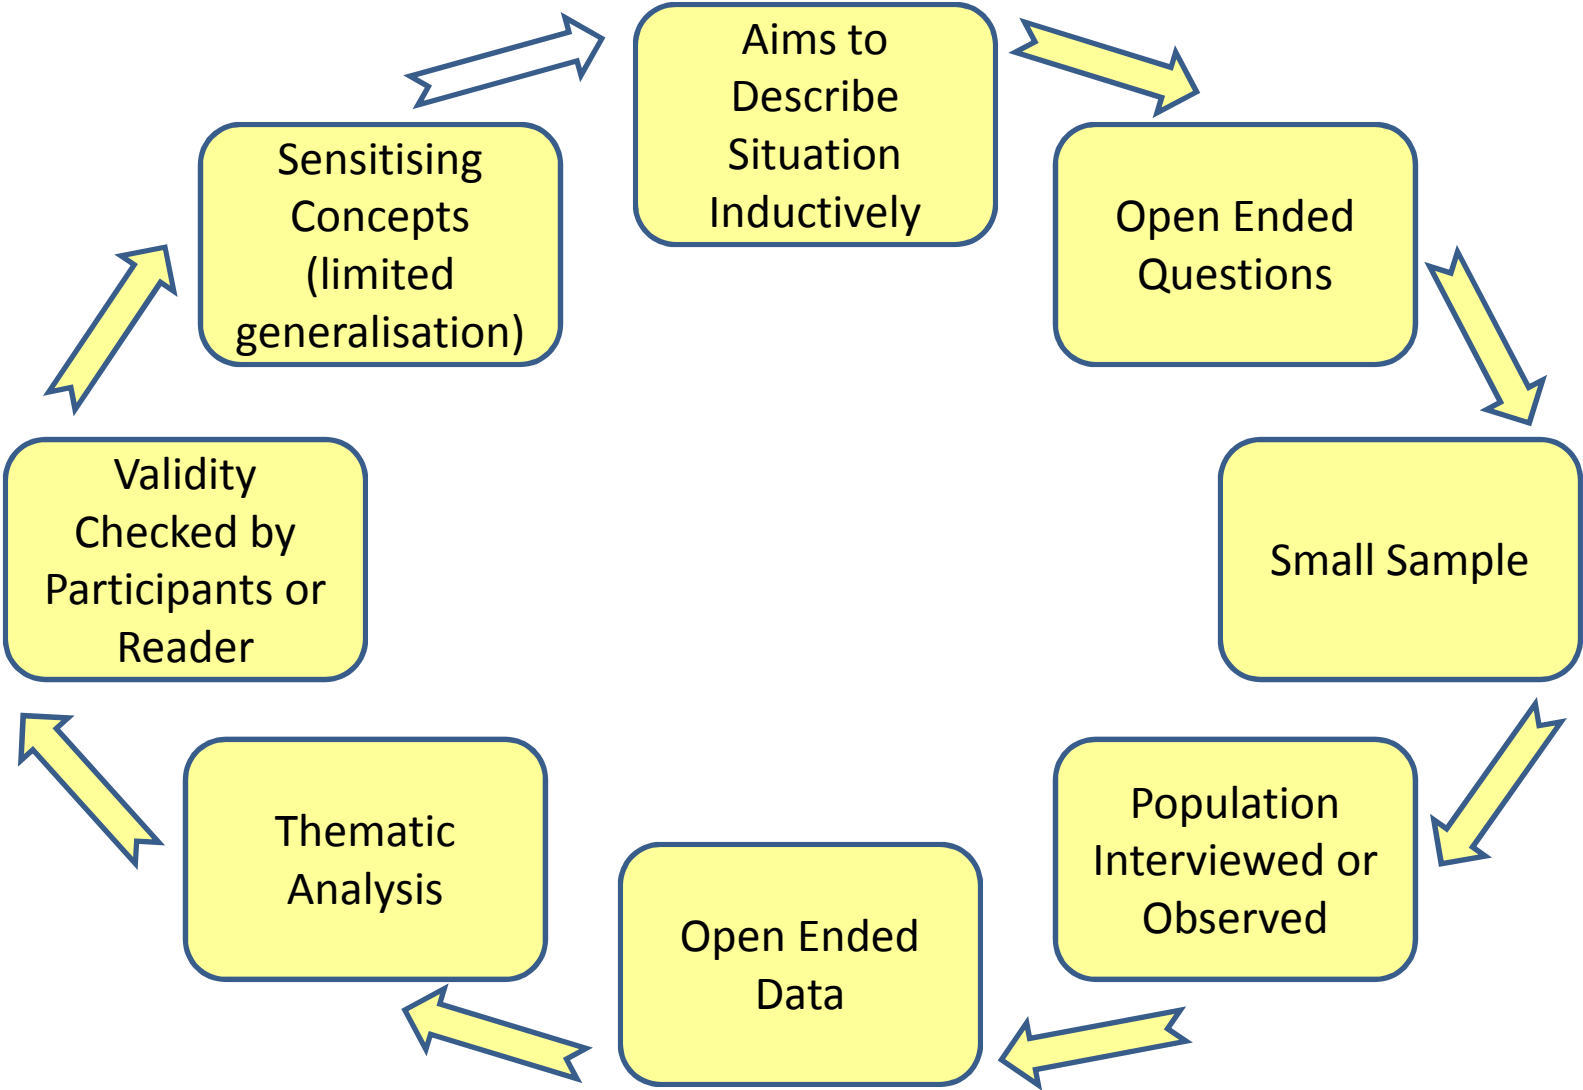 Aims to
Describe
Situation
Inductively
Open Ended
Questions
Small Sample
Population
Interviewed or
Observed
Open Ended
Data
Thematic
Analysis
Validity
Checked by
Participants or
Reader
Sensitising
Concepts
(limited
generalisation)